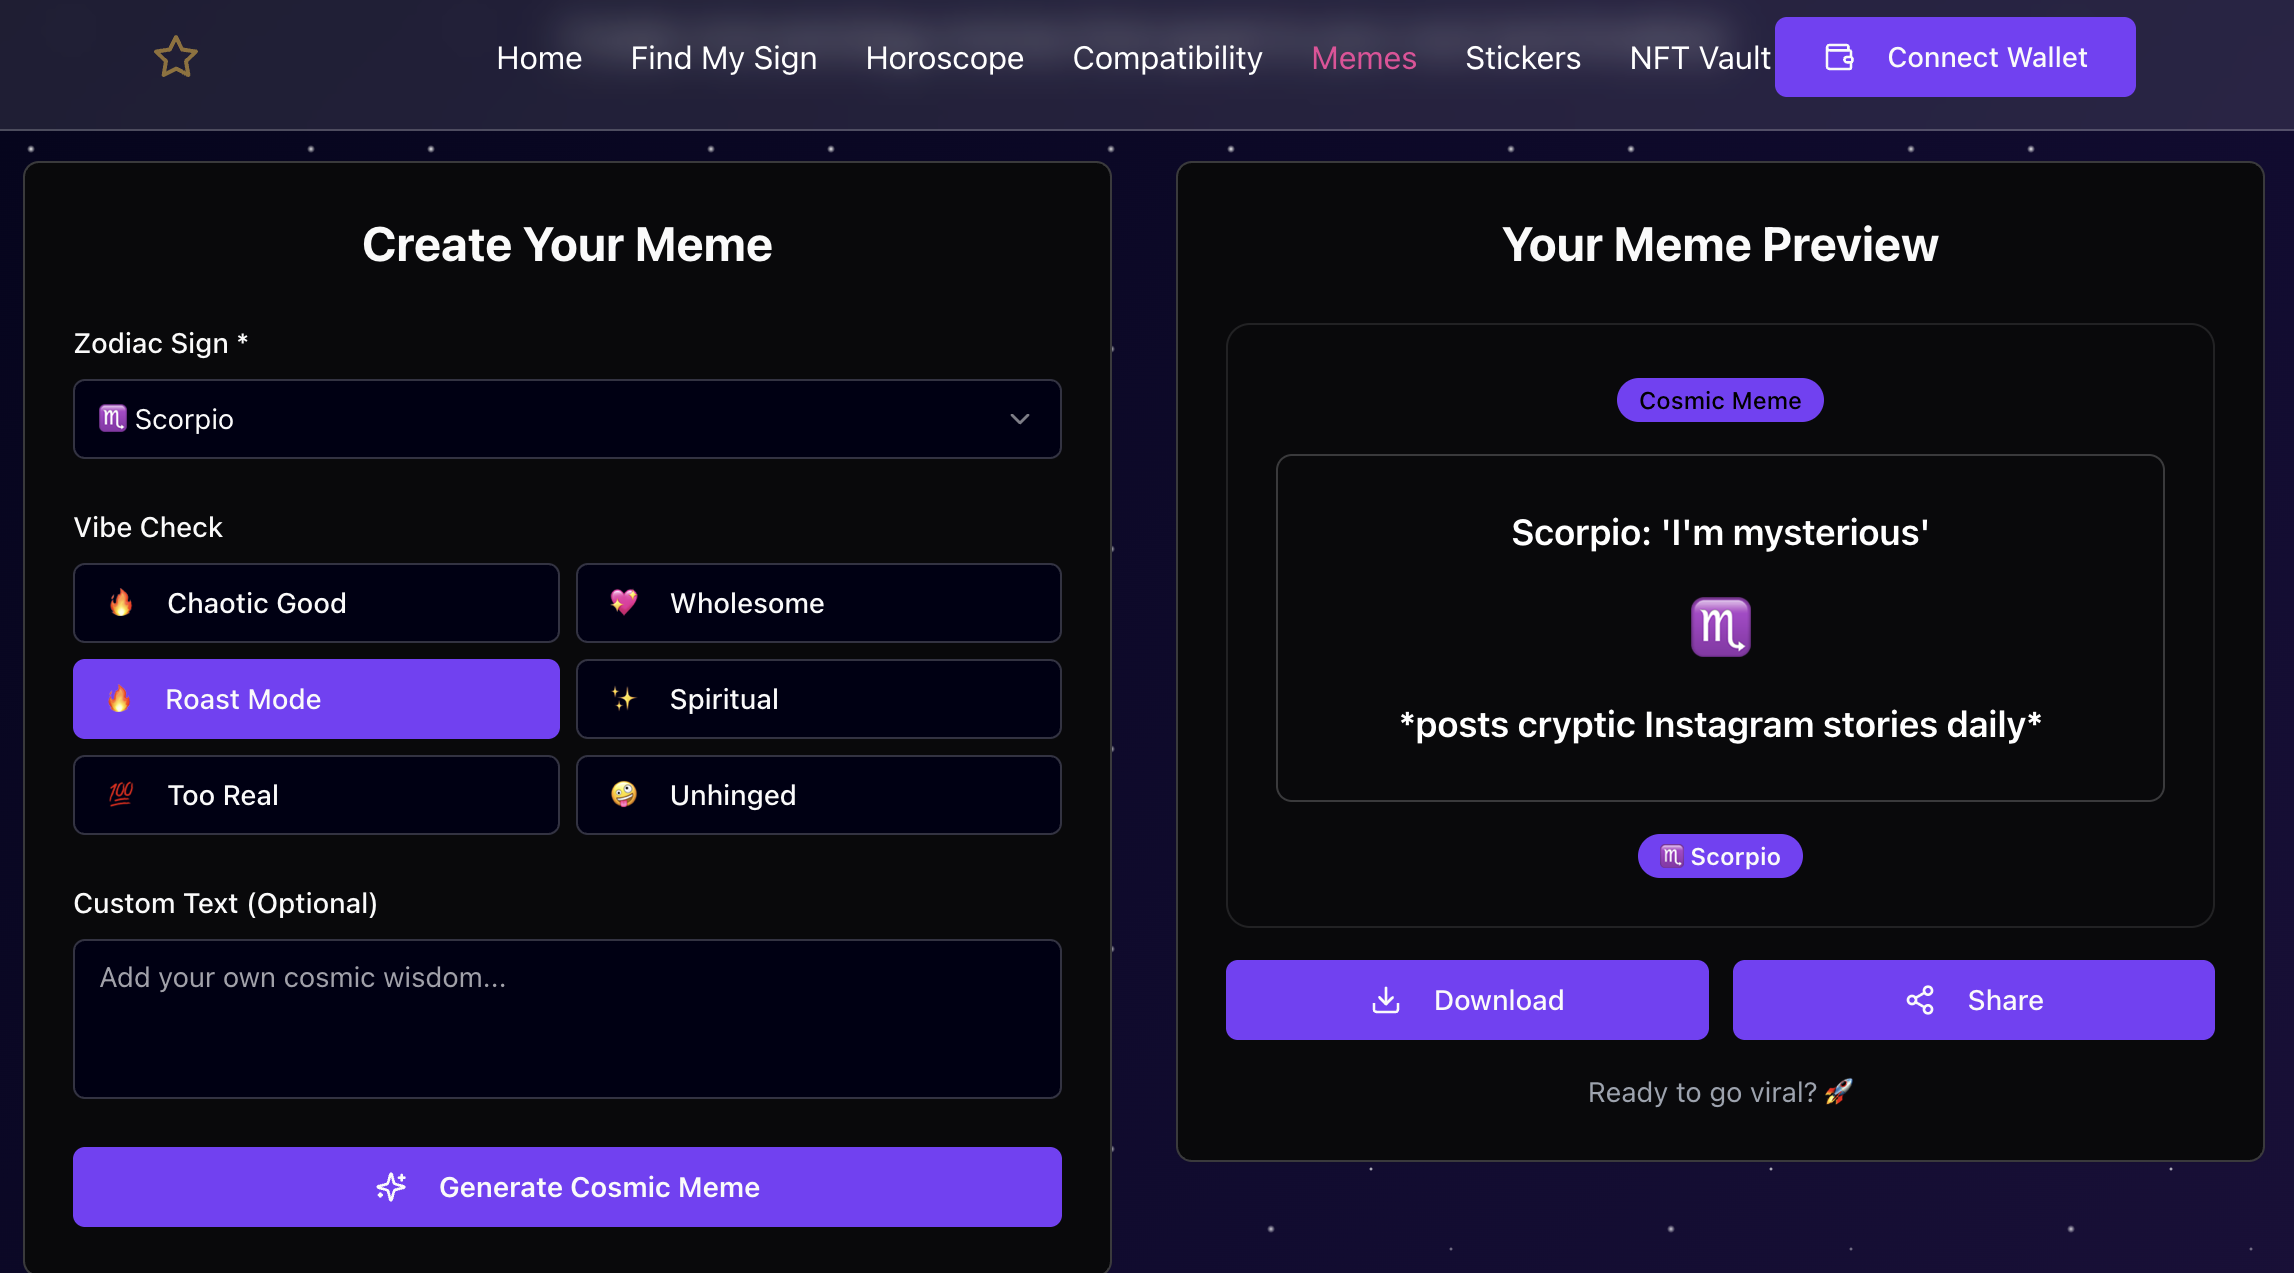 Home Find My Sign Horoscope Compatibility Memes Stickers NFT Vault Connect Wallet
Create Your Meme
Zodiac Sign *
♏ Scorpio
Vibe Check
🔥 Chaotic Good
💖 Wholesome
🔥 Roast Mode
✨ Spiritual
💯 Too Real
🤪 Unhinged
Custom Text (Optional)
Add your own cosmic wisdom...
Generate Cosmic Meme
Your Meme Preview
Cosmic Meme
Scorpio: 'I'm mysterious'
♏
*posts cryptic Instagram stories daily*
♏ Scorpio
Download
Share
Ready to go viral? 🚀